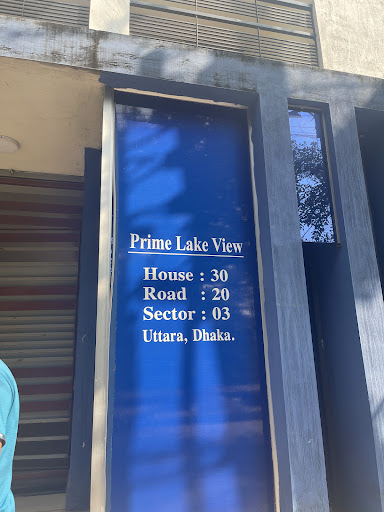 Prime Lake View
House : 30
Road : 20
Sector : 03
Uttara, Dhaka.